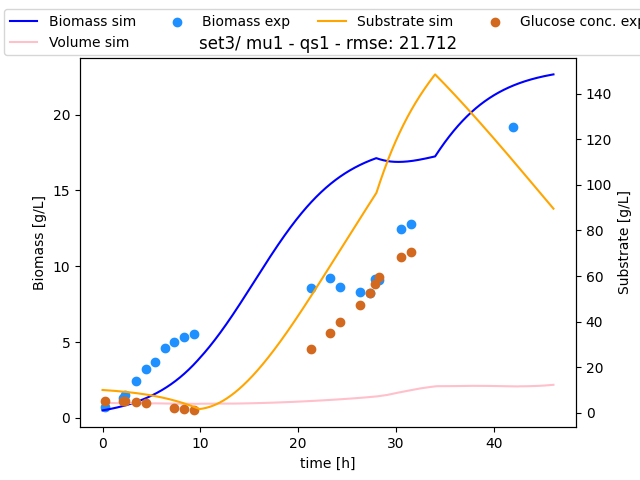 Biomass sim Biomass exp Substrate sim Glucose conc. exp
Volume sim
set3/ mu1 - qs1 - rmse: 21.712
Biomass [g/L]
20
15
10
5
0
140
120
100
80
60
40
20
0
Substrate [g/L]
0 10 20 30 40
time [h]